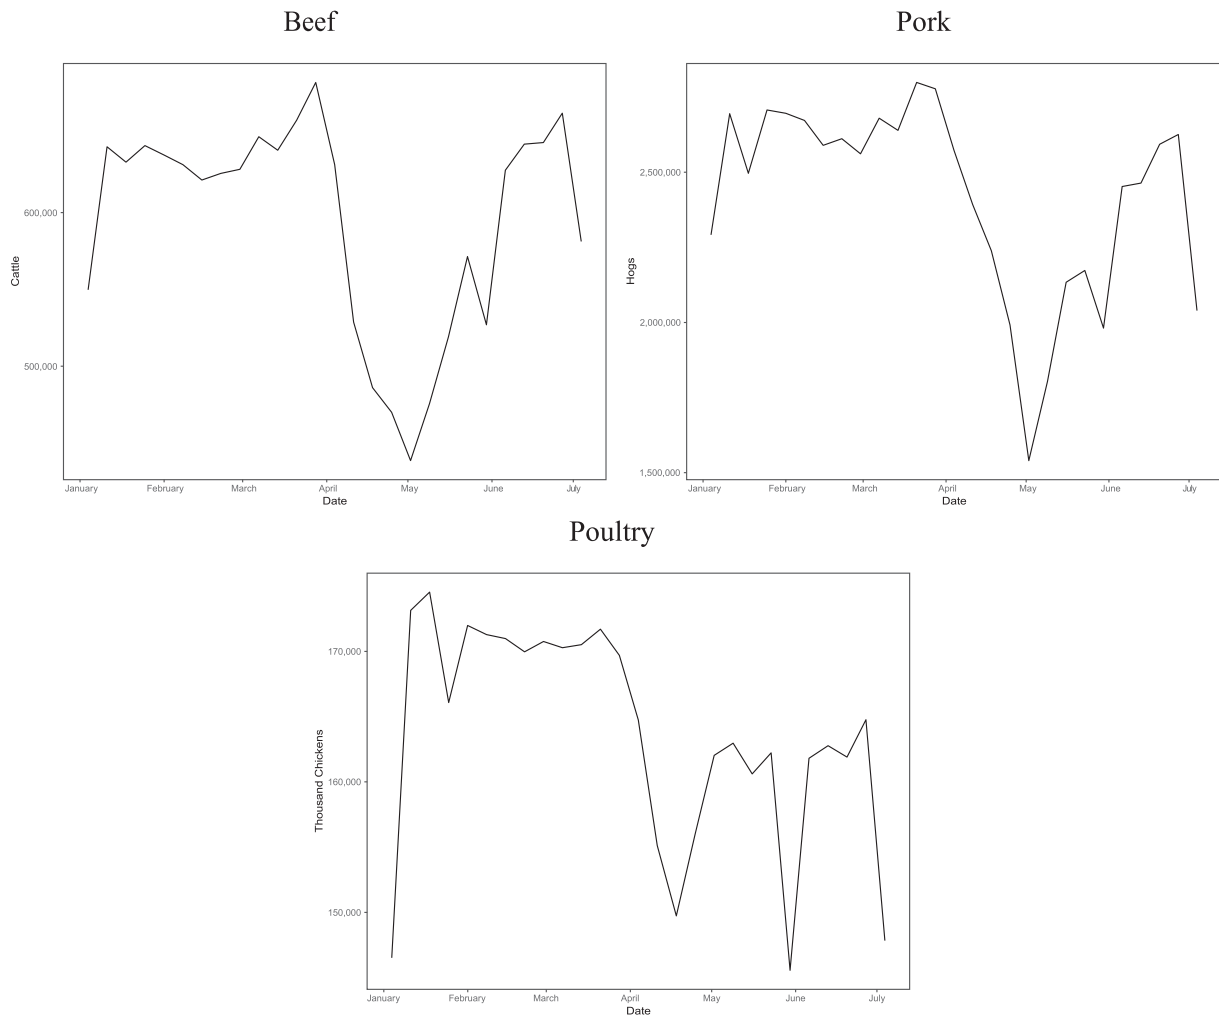 Beef
Cattle
600,000
500,000
January February March April May June July
Date
Pork
Hogs
2,500,000
2,000,000
1,500,000
January February March April May June July
Date
Poultry
Thousand Chickens
170,000
160,000
150,000
January February March April May June July
Date